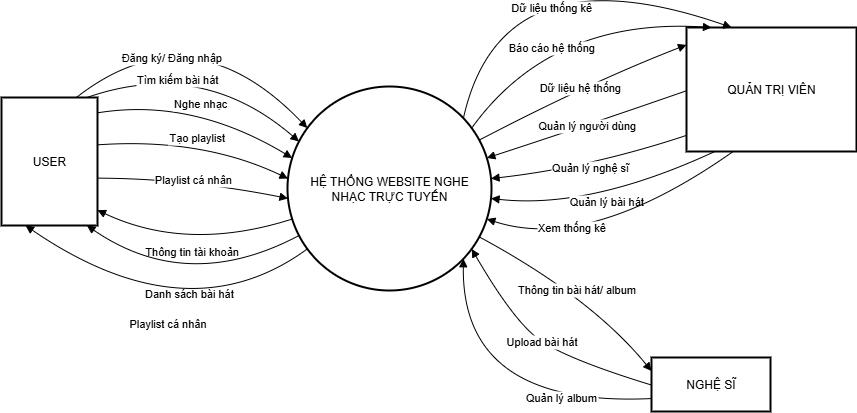 Dữ liệu thống kê
Báo cáo hệ thống
Đăng ký/ Đăng nhập
Tìm kiếm bài hát
Dữ liệu hệ thống
QUẢN TRỊ VIÊN
Nghe nhạc
Quản lý người dùng
Tạo playlist
USER
Quản lý nghệ sĩ
Playlist cá nhân
HỆ THỐNG WEBSITE NGHE
NHẠC TRỰC TUYẾN
Quản lý bài hát
Xem thống kê
Thông tin tài khoản
Danh sách bài hát
Thông tin bài hát/ album
Playlist cá nhân
Upload bài hát
NGHỆ SĨ
Quản lý album